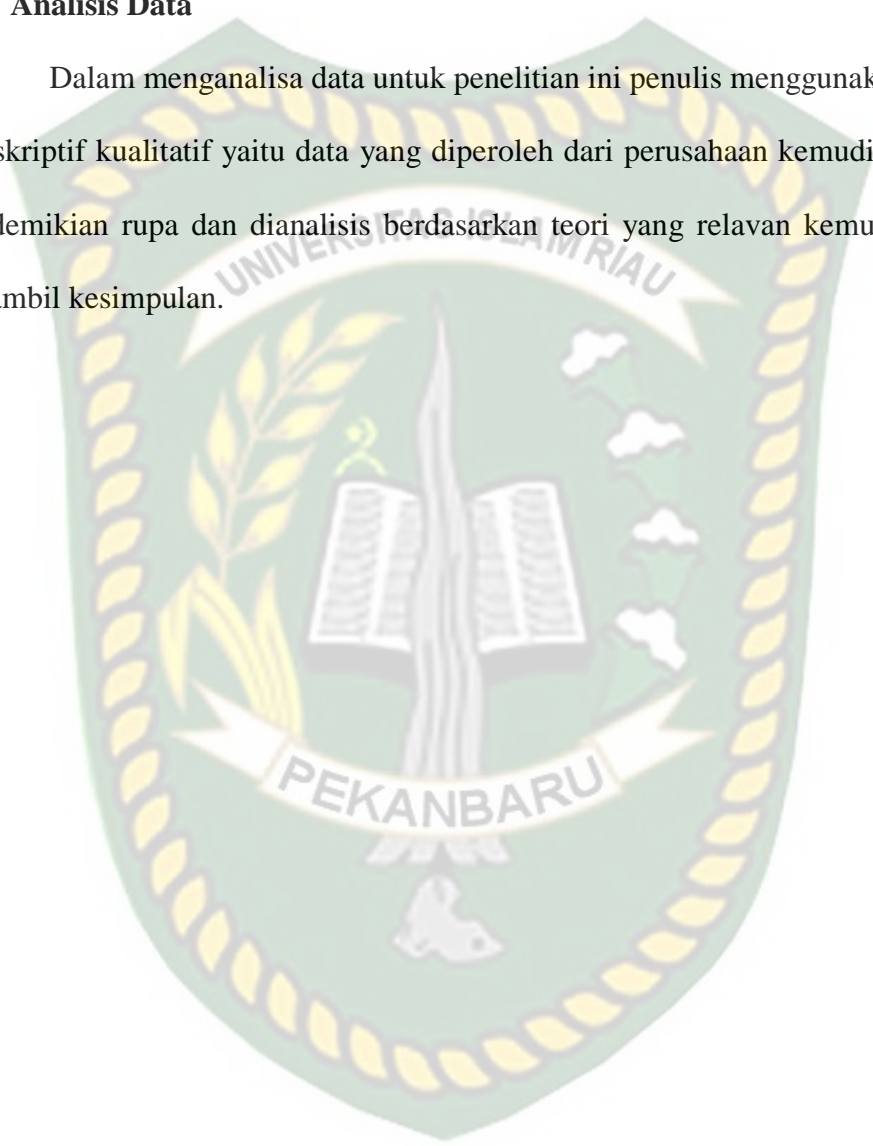 Analisis Data
Dalam menganalisa data untuk penelitian ini penulis menggunak
skriptif kualitatif yaitu data yang diperoleh dari perusahaan kemudi
demikian rupa dan dianalisis berdasarkan teori yang relavan kemu
ambil kesimpulan.
UNIVERSITAS ISLAM RIAU
PEKANBARU